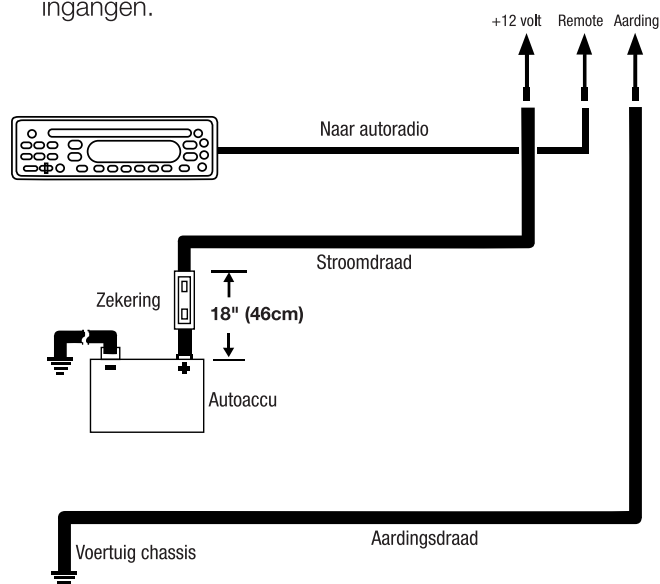 ingangen.
+12 volt Remote Aarding
Naar autoradio
Stroomdraad
Zekering
18" (46cm)
Autoaccu
Aardingsdraad
Voertuig chassis